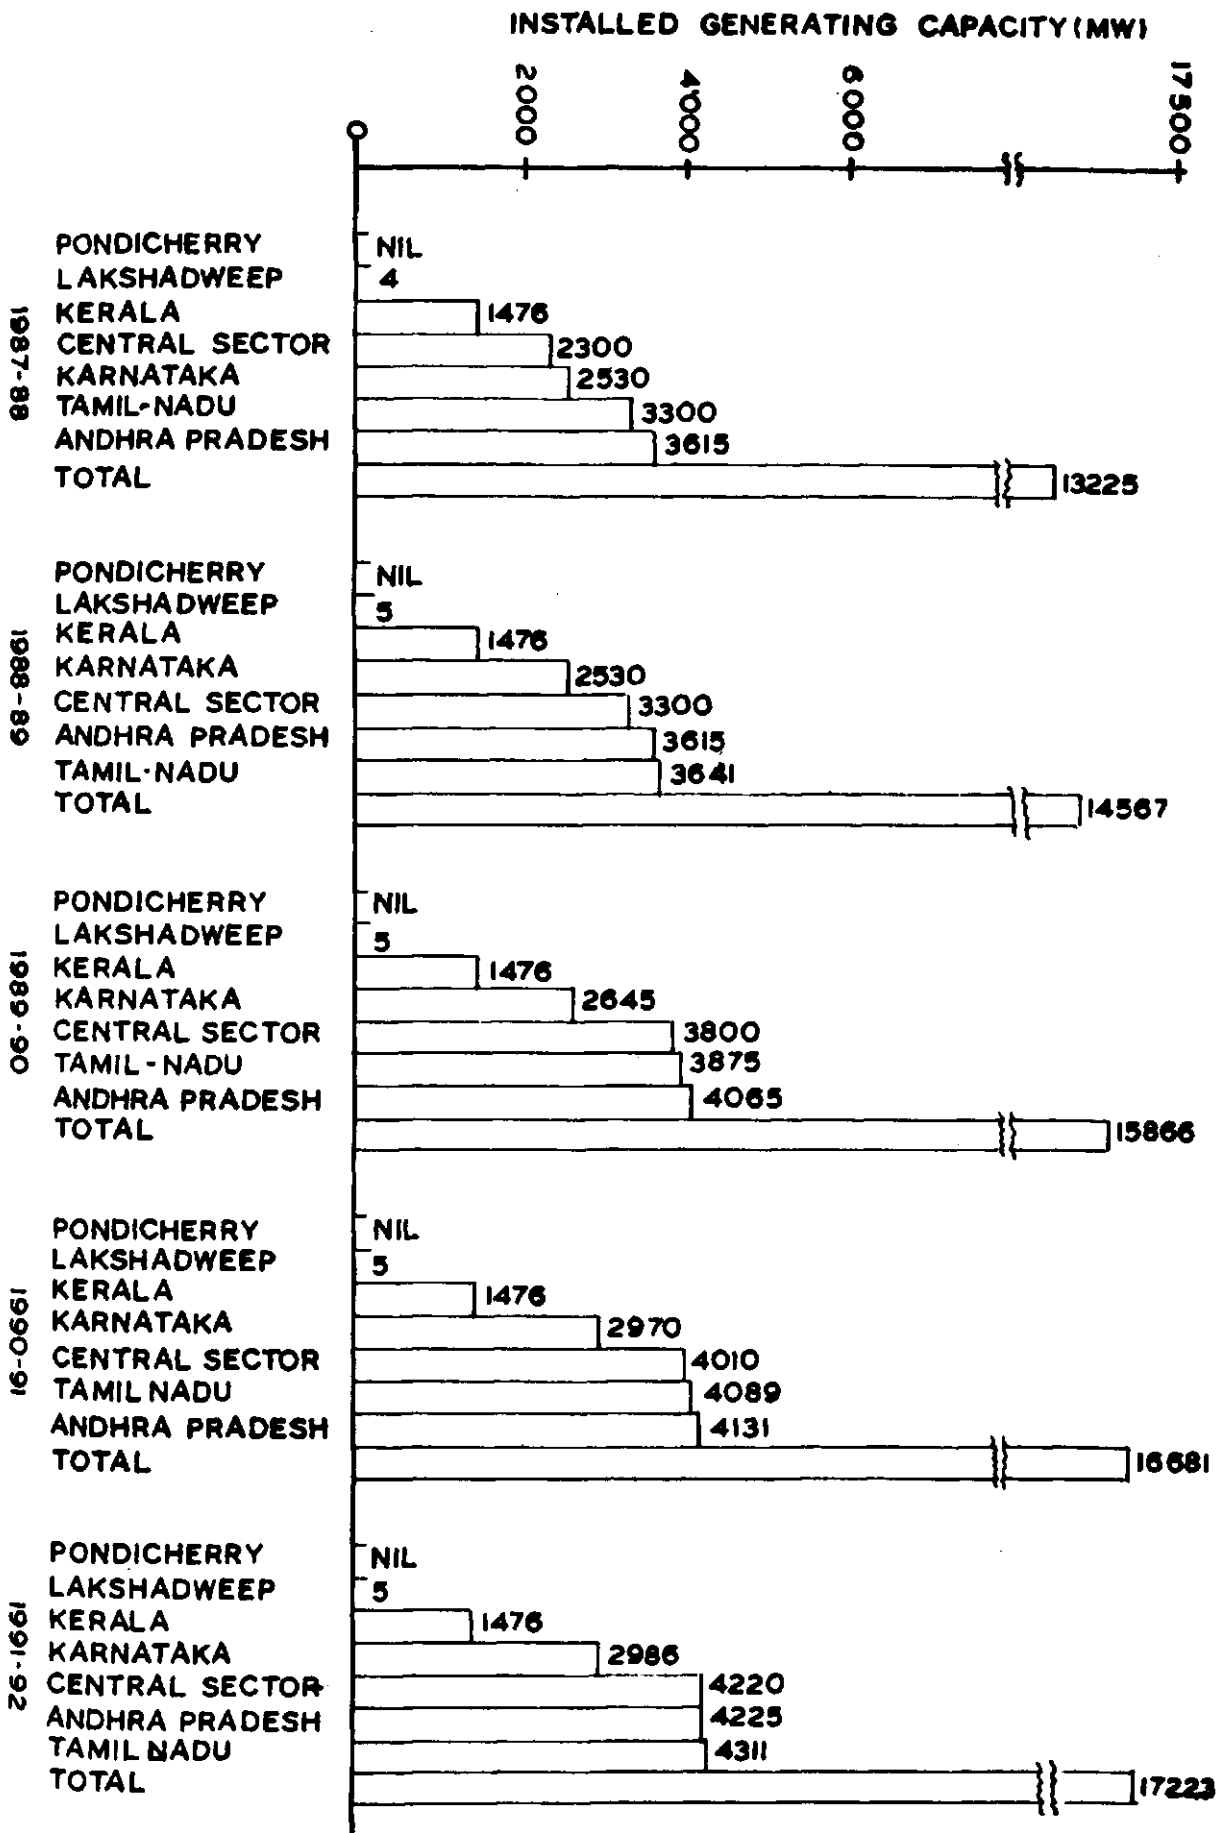 INSTALLED GENERATING CAPACITY (MW)
0 2000 4000 6000 17500
1987-88
PONDICHERRY NIL
LAKSHADWEEP 4
KERALA 1476
CENTRAL SECTOR 2300
KARNATAKA 2530
TAMIL-NADU 3300
ANDHRA PRADESH 3615
TOTAL 13225
1988-89
PONDICHERRY NIL
LAKSHADWEEP 5
KERALA 1476
KARNATAKA 2530
CENTRAL SECTOR 3300
ANDHRA PRADESH 3615
TAMIL-NADU 3641
TOTAL 14567
1989-90
PONDICHERRY NIL
LAKSHADWEEP 5
KERALA 1476
KARNATAKA 2645
CENTRAL SECTOR 3800
TAMIL-NADU 3875
ANDHRA PRADESH 4065
TOTAL 15866
1990-91
PONDICHERRY NIL
LAKSHADWEEP 5
KERALA 1476
KARNATAKA 2970
CENTRAL SECTOR 4010
TAMIL NADU 4089
ANDHRA PRADESH 4131
TOTAL 16681
1991-92
PONDICHERRY NIL
LAKSHADWEEP 5
KERALA 1476
KARNATAKA 2986
CENTRAL SECTOR 4220
ANDHRA PRADESH 4225
TAMIL NADU 4311
TOTAL 17223